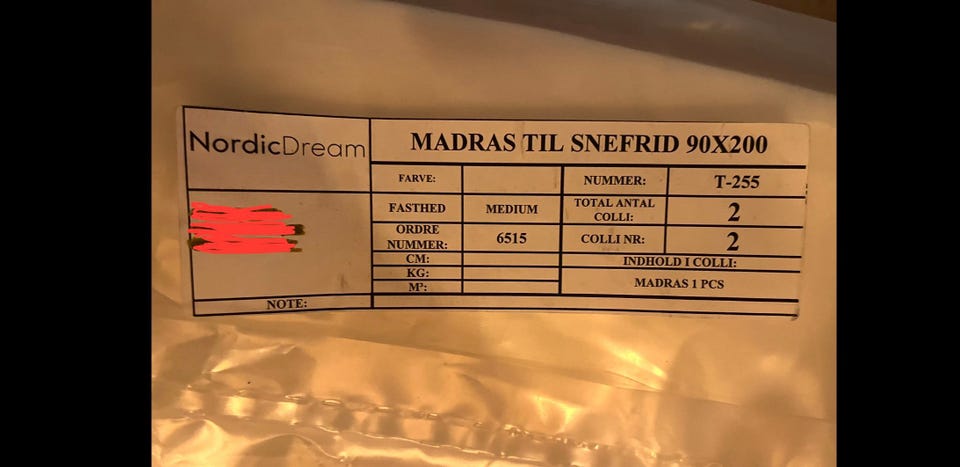 NordicDream
MADRAS TIL SNEFRID 90X200
FARVE:
NUMMER: T-255
FASTHED MEDIUM
TOTAL ANTAL
COLLI: 2
ORDRE
NUMMER: 6515
COLLI NR: 2
CM:
INDHOLD I COLLI:
KG:
MADRAS 1 PCS
M³:
NOTE: